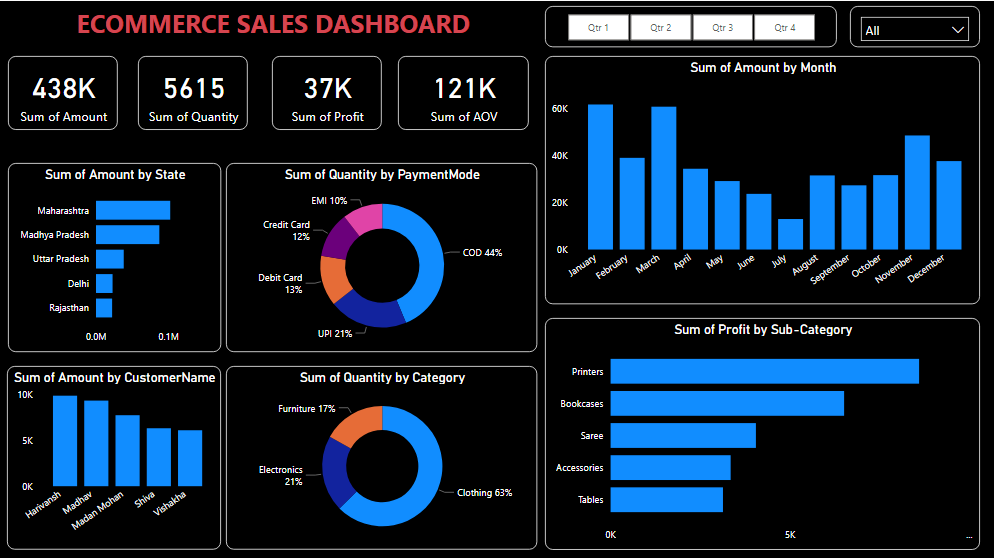 ECOMMERCE SALES DASHBOARD
Qtr 1 Qtr 2 Qtr 3 Qtr 4
All
438K
Sum of Amount
5615
Sum of Quantity
37K
Sum of Profit
121K
Sum of AOV
Sum of Amount by Month
60K
40K
20K
0K
January February March April May June July August September October November December
Sum of Amount by State
Maharashtra
Madhya Pradesh
Uttar Pradesh
Delhi
Rajasthan
0.0M 0.1M
Sum of Quantity by PaymentMode
EMI 10%
Credit Card
12%
COD 44%
Debit Card
13%
UPI 21%
Sum of Profit by Sub-Category
Printers
Bookcases
Saree
Accessories
Tables
0K 5K ...
Sum of Amount by CustomerName
10K
5K
0K
Harivansh Madhav Madan Mohan Shiva Vishakha
Sum of Quantity by Category
Furniture 17%
Electronics
21%
Clothing 63%